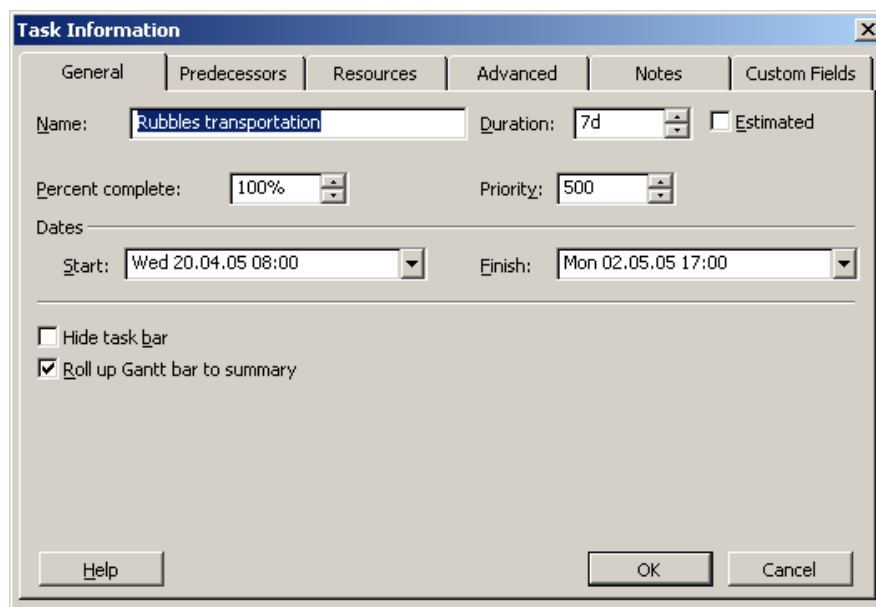 Task Information
General Predecessors Resources Advanced Notes Custom Fields
Name: Rubbles transportation Duration: 7d Estimated
Percent complete: 100% Priority: 500
Dates
Start: Wed 20.04.05 08:00 Finish: Mon 02.05.05 17:00
Hide task bar
Roll up Gantt bar to summary
Help OK Cancel